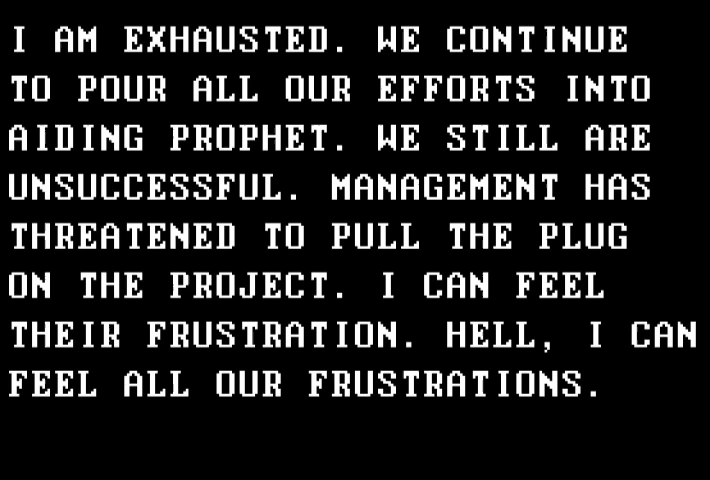 I AM EXHAUSTED. WE CONTINUE
TO POUR ALL OUR EFFORTS INTO
AIDING PROPHET. WE STILL ARE
UNSUCCESSFUL. MANAGEMENT HAS
THREATENED TO PULL THE PLUG
ON THE PROJECT. I CAN FEEL
THEIR FRUSTRATION. HELL, I CAN
FEEL ALL OUR FRUSTRATIONS.